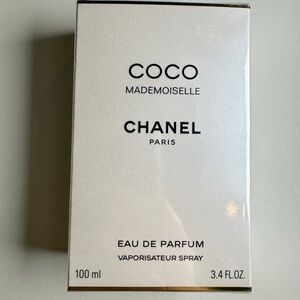 COCO
MADEMOISELLE
CHANEL
PARIS
EAU DE PARFUM
VAPORISATEUR SPRAY
100 ml 3.4 FL.OZ.